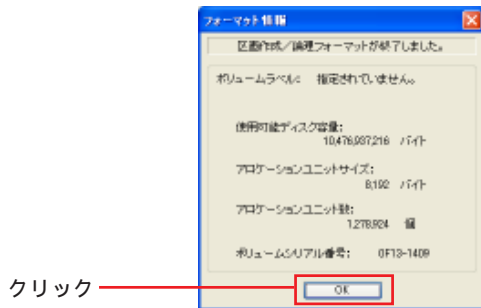 フォーマット情報
区画作成／論理フォーマットが終了しました。
ボリュームラベルは 指定されていません。
使用可能ディスク容量：
10,476,937,216 バイト
アロケーションユニットサイズ：
8,192 バイト
アロケーションユニット数：
1,278,924 個
ボリュームシリアル番号： 0F13-1409
クリック
OK